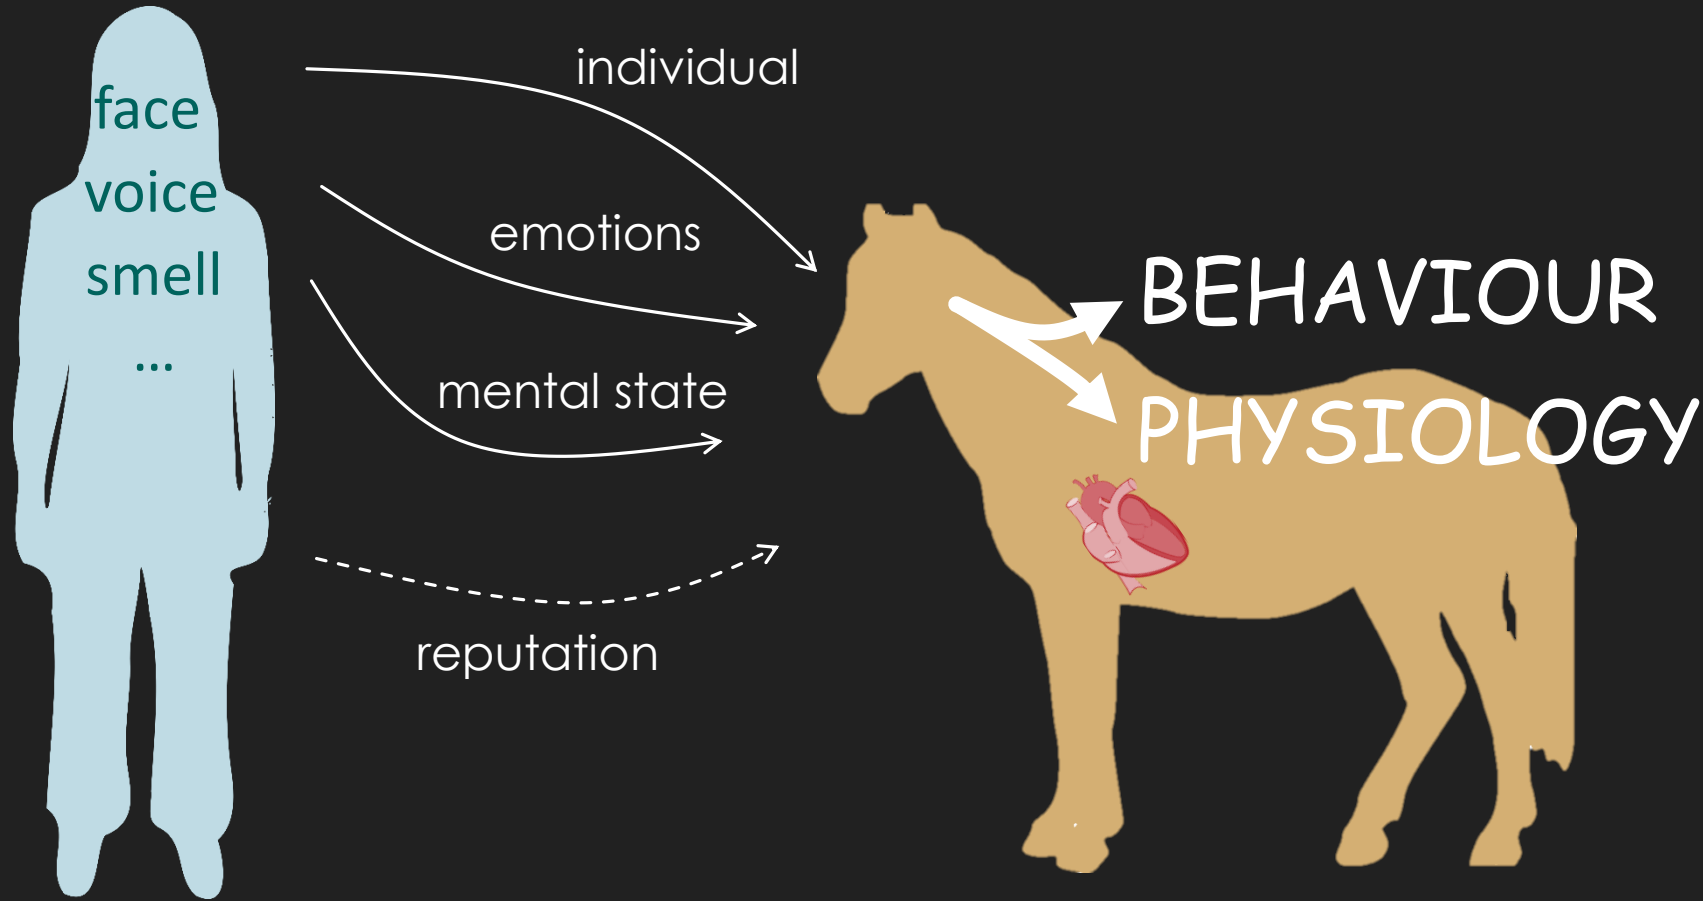 face
voice
smell
...
individual
emotions
mental state
reputation
BEHAVIOUR
PHYSIOLOGY